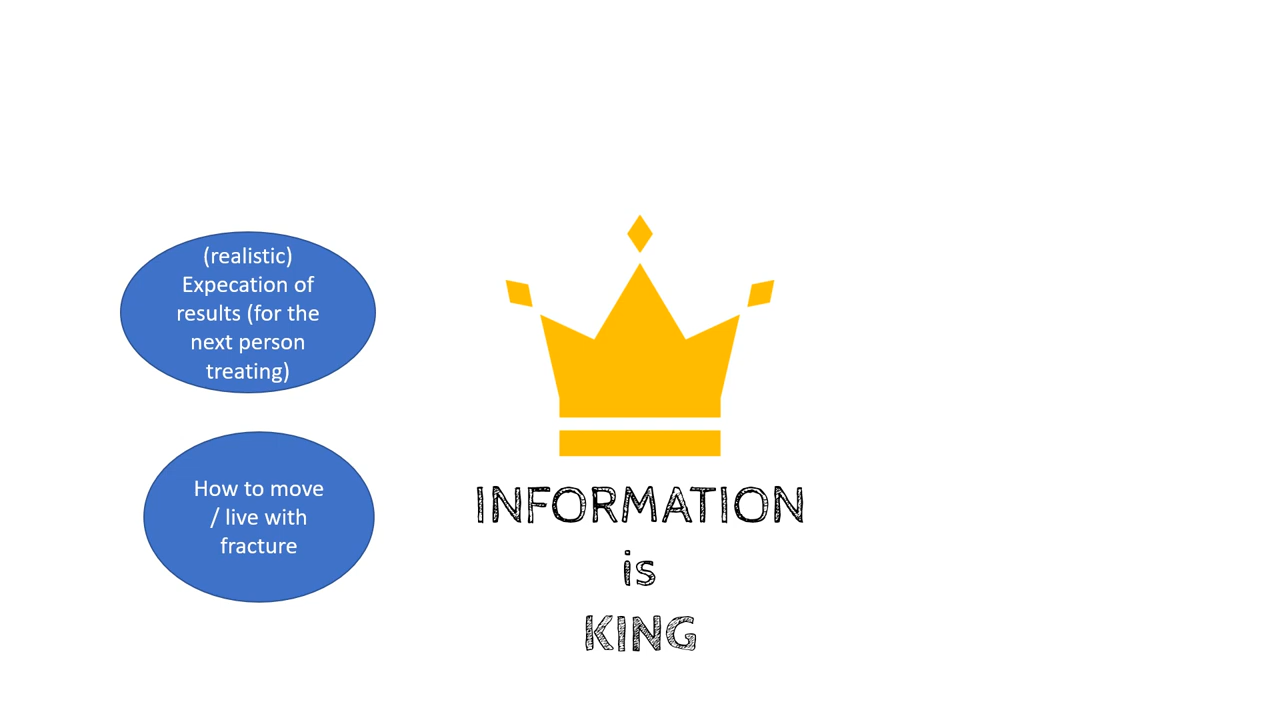 (realistic)
Expecation of
results (for the
next person
treating)
How to move
/ live with
fracture
INFORMATION
is
KING